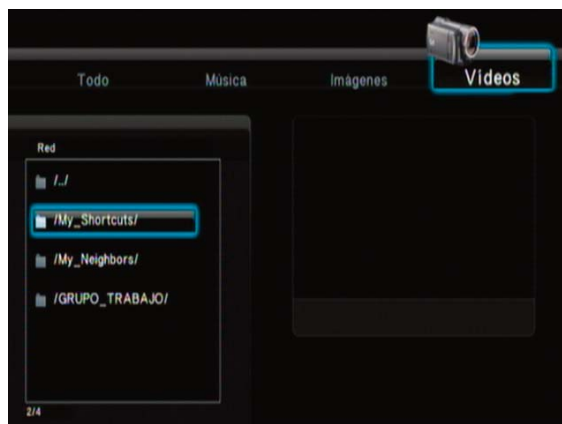 Todo Música Imágenes Vídeos
Red
/../
/My_Shortcuts/
/My_Neighbors/
/GRUPO_TRABAJO/
2/4